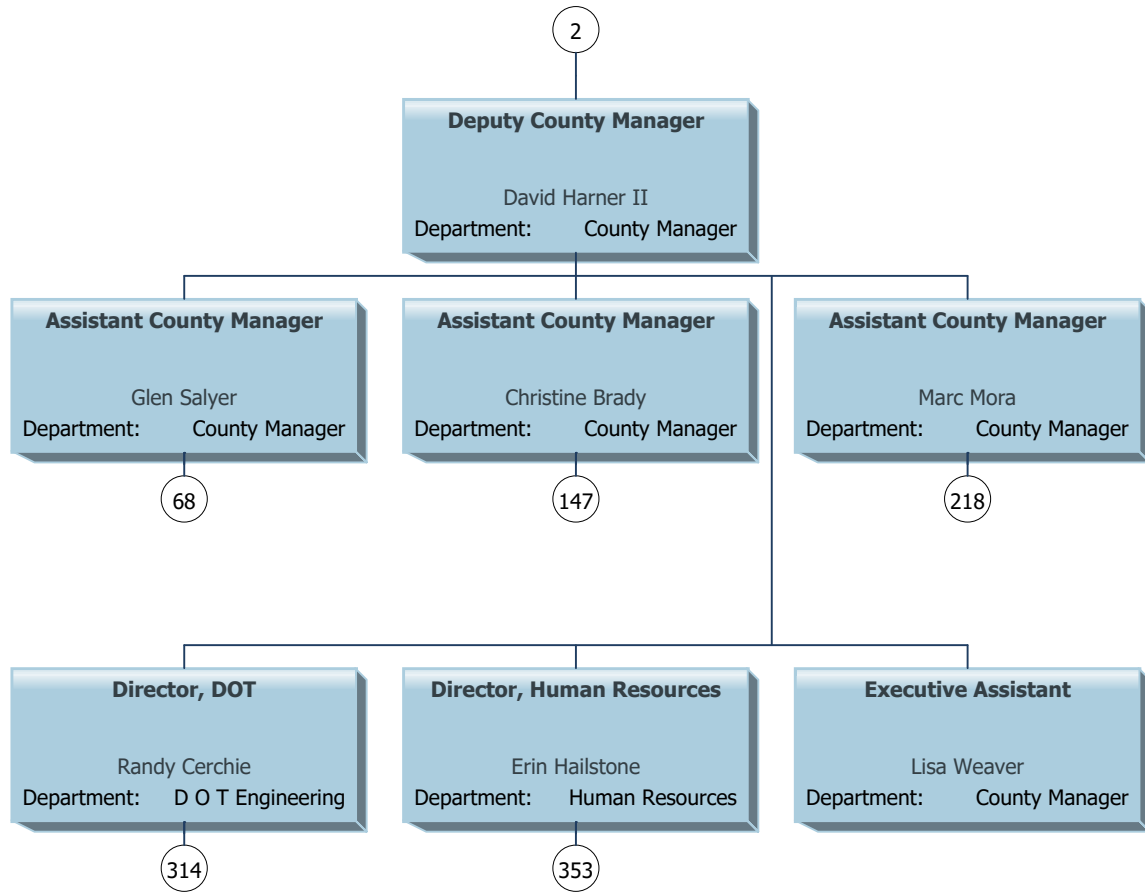 2
Deputy County Manager
David Harner II
Department: County Manager
Assistant County Manager
Glen Salyer
Department: County Manager
68
Assistant County Manager
Christine Brady
Department: County Manager
147
Assistant County Manager
Marc Mora
Department: County Manager
218
Director, DOT
Randy Cerchie
Department: D O T Engineering
314
Director, Human Resources
Erin Hailstone
Department: Human Resources
353
Executive Assistant
Lisa Weaver
Department: County Manager